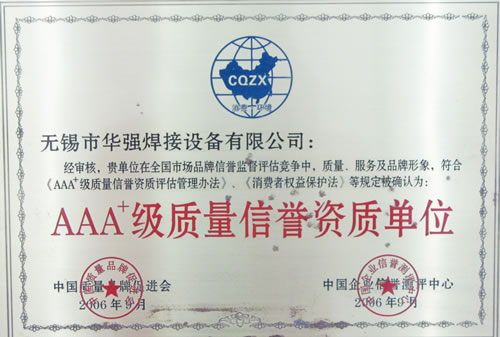 CQZX
无锡市华强焊接设备有限公司：
经审核，贵单位在全国市场品牌信誉监督评估竞争中，质量、服务及品牌形象，符合
《AAA+级质量信誉资质评估管理办法》、《消费者权益保护法》等规定被确认为：
AAA+级质量信誉资质单位
中国质量品牌促进会
2006年9月
中国企业信誉测评中心
2006年9月